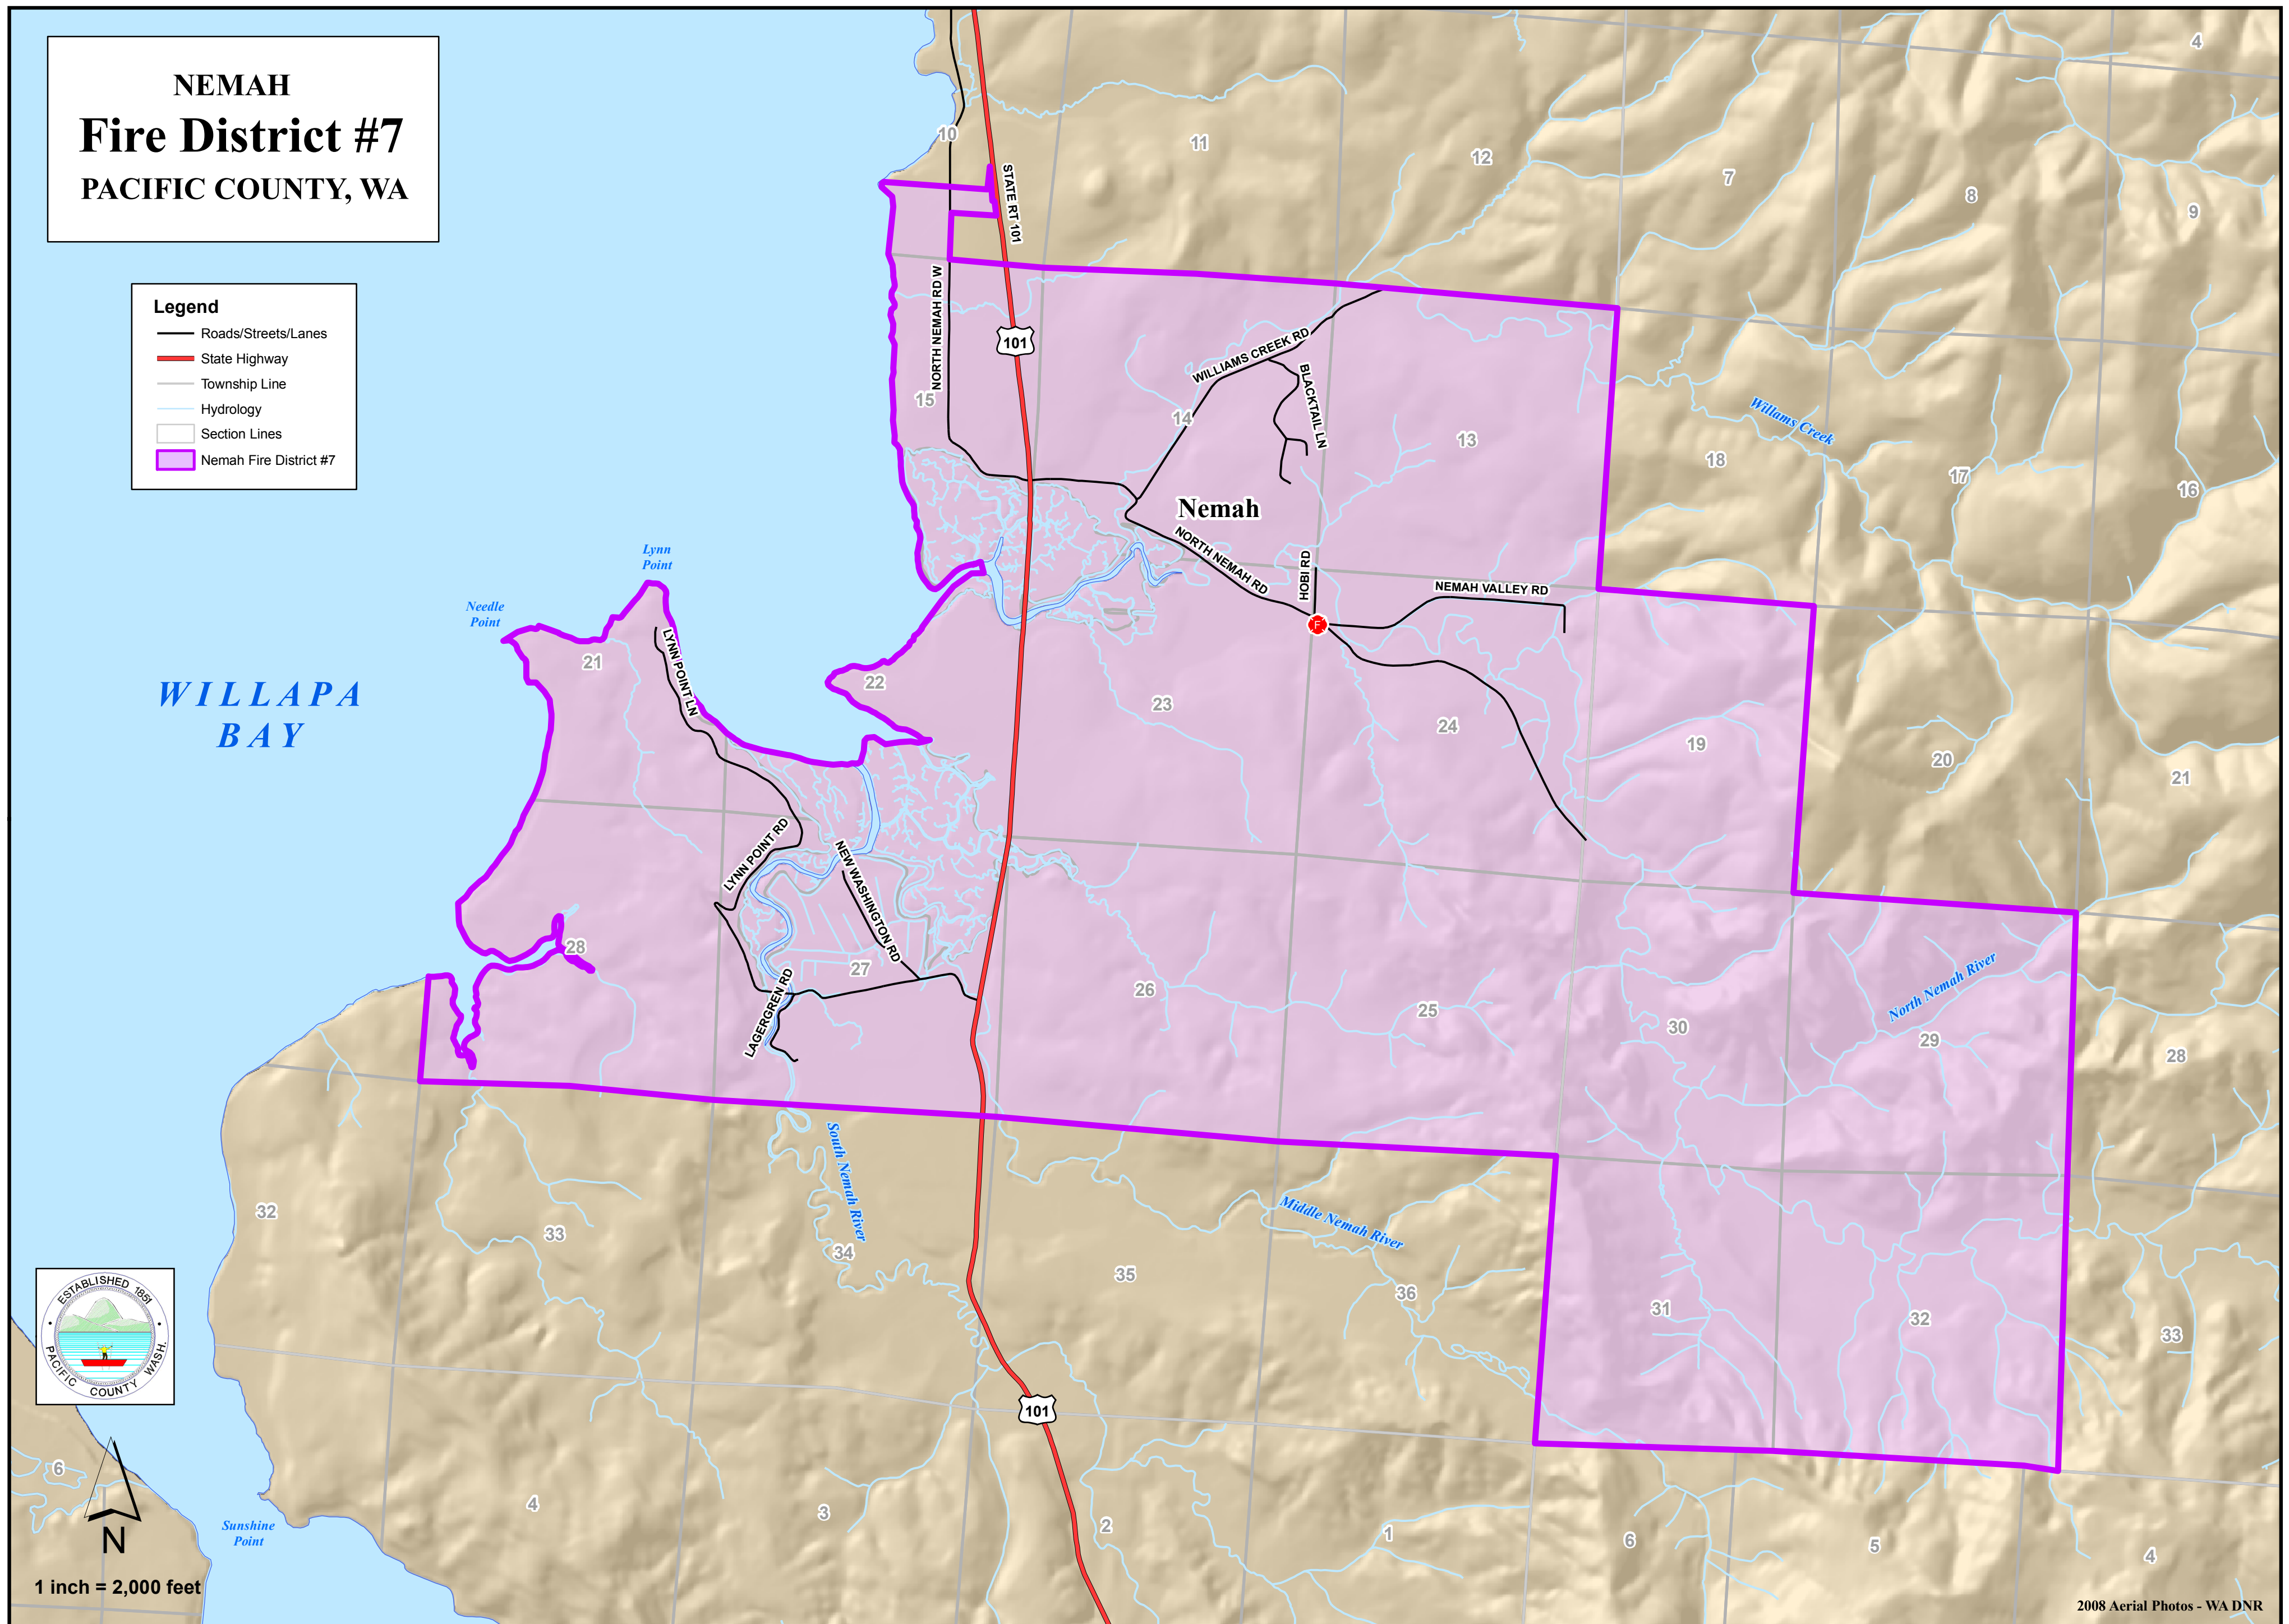 NEMAH
Fire District #7
PACIFIC COUNTY, WA
Legend
Roads/Streets/Lanes
State Highway
Township Line
Hydrology
Section Lines
Nemah Fire District #7
4
10
11
12
7
8
9
STATE RT 101
NORTH NEMAH RD W
101
WILLIAMS CREEK RD
BLACKTAIL LN
15
14
13
18
Willams Creek
17
16
Nemah
NORTH NEMAH RD
HOBI RD
NEMAH VALLEY RD
F
Lynn
Point
Needle
Point
LYNN POINT LN
21
22
23
24
19
20
21
WILLAPA
BAY
LYNN POINT RD
NEW WASHINGTON RD
LAGERGREN RD
28
27
26
25
30
North Nemah River
29
28
South Nemah River
Middle Nemah River
32
33
34
35
36
31
32
33
ESTABLISHED 1851
PACIFIC COUNTY WASH.
101
6
4
3
2
1
6
5
4
Sunshine
Point
N
1 inch = 2,000 feet
2008 Aerial Photos - WA DNR